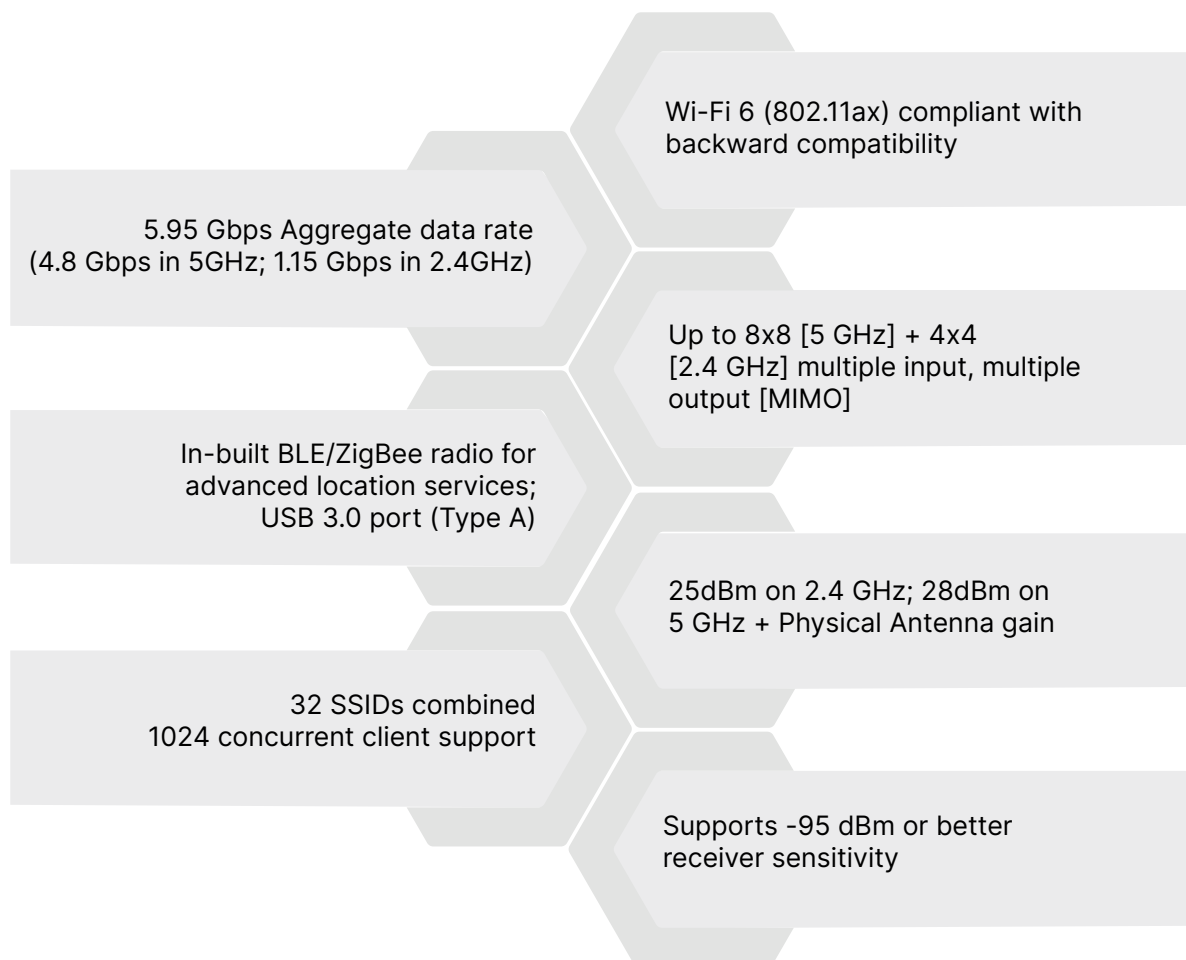 Wi-Fi 6 (802.11ax) compliant with
backward compatibility
5.95 Gbps Aggregate data rate
(4.8 Gbps in 5GHz; 1.15 Gbps in 2.4GHz)
Up to 8x8 [5 GHz] + 4x4
[2.4 GHz] multiple input, multiple
output [MIMO]
In-built BLE/ZigBee radio for
advanced location services;
USB 3.0 port (Type A)
25dBm on 2.4 GHz; 28dBm on
5 GHz + Physical Antenna gain
32 SSIDs combined
1024 concurrent client support
Supports -95 dBm or better
receiver sensitivity